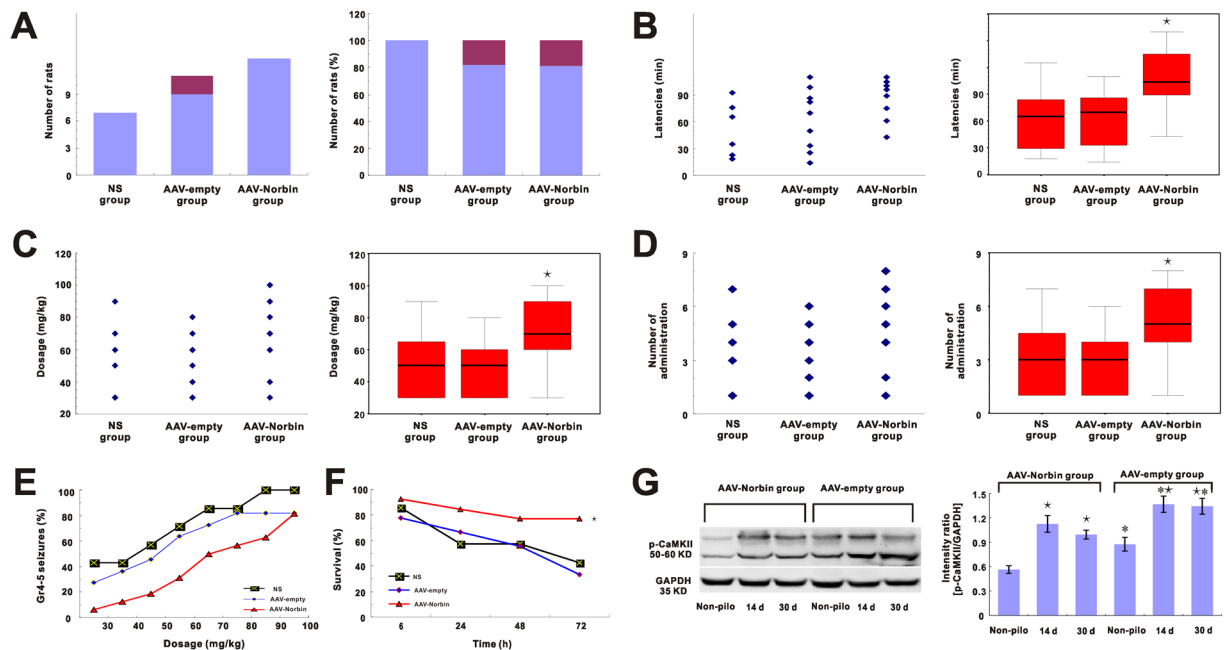 A
Number of rats
9
6
3
0
NS
group
AAV-empty
group
AAV-Norbin
group
Number of rats (%)
120
100
80
60
40
20
0
NS
group
AAV-empty
group
AAV-Norbin
group
B
Latencies (min)
90
60
30
0
NS
group
AAV-empty
group
AAV-Norbin
group
Latencies (min)
90
60
30
0
★
NS
group
AAV-empty
group
AAV-Norbin
group
C
Dosage (mg/kg)
120
100
80
60
40
20
NS
group
AAV-empty
group
AAV-Norbin
group
Dosage (mg/kg)
120
100
80
60
40
20
★
NS
group
AAV-empty
group
AAV-Norbin
group
D
Number of
administration
9
6
3
0
NS
group
AAV-empty
group
AAV-Norbin
group
Number of
administration
9
6
3
0
★
NS
group
AAV-empty
group
AAV-Norbin
group
E
Gr4-5 seizures (%)
100
80
60
40
20
0
NS
AAV-empty
AAV-Norbin
30 40 50 60 70 80 90 100
Dosage (mg/kg)
F
Survival (%)
100
80
60
40
20
0
★
NS
AAV-empty
AAV-Norbin
6 24 48 72
Time (h)
G
AAV-Norbin group AAV-empty group
p-CaMKII
50-60 KD
GAPDH
35 KD
Non-pilo 14 d 30 d Non-pilo 14 d 30 d
Intensity ratio
[p-CaMKII/GAPDH]
1.5
1.2
0.9
0.6
0.3
0
AAV-Norbin group
AAV-empty group
★ ★ * *★ ★*
Non-pilo 14 d 30 d Non-pilo 14 d 30 d